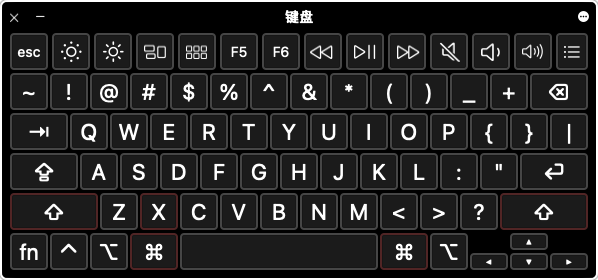 键盘
esc F5 F6
~ ! @ # $ % ^ & * ( ) _ +
Q W E R T Y U I O P { } |
A S D F G H J K L : "
Z X C V B N M < > ?
fn ^ ⌥ ⌘ ⌘ ⌥